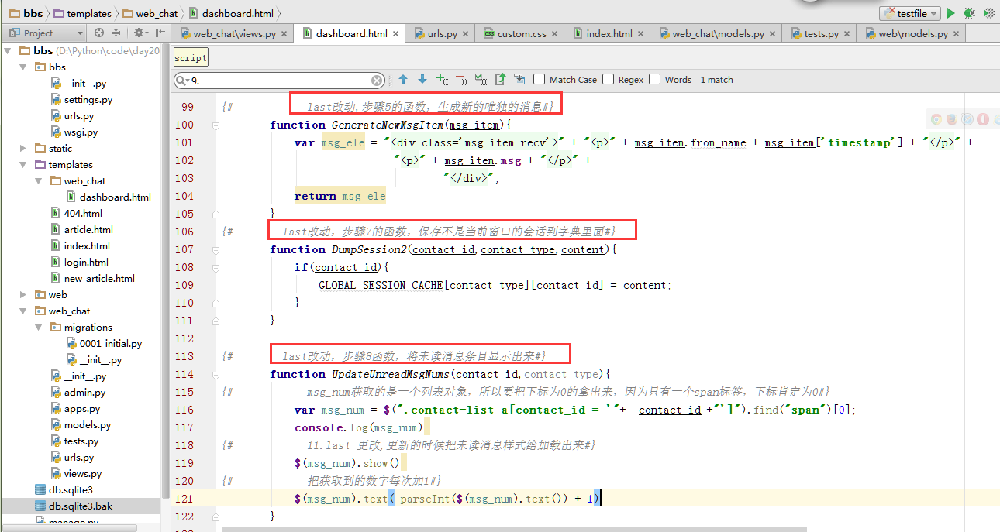 bbs templates web_chat dashboard.html testfile
Project web_chat\views.py dashboard.html urls.py custom.css index.html web_chat\models.py tests.py web\models.py
bbs (D:\Python\code\day20
bbs
__init__.py
settings.py
urls.py
wsgi.py
static
templates
web_chat
dashboard.html
404.html
article.html
index.html
login.html
new_article.html
web
web_chat
migrations
0001_initial.py
__init__.py
__init__.py
admin.py
apps.py
models.py
tests.py
urls.py
views.py
db.sqlite3
db.sqlite3.bak
manage.py
script
9. Match Case Regex Words 1 match
99 {# last改动,步骤5的函数，生成新的唯独的消息#}
100 function GenerateNewMsgItem(msg_item){
101 var msg_ele = "<div class='msg-item-recv'>" + "<p>" + msg_item.from_name + msg_item['timestamp'] + "</p>" +
102 "<p>" + msg_item.msg + "</p>" +
103 "</div>";
104 return msg_ele
105 }
106 {# last改动，步骤7的函数，保存不是当前窗口的会话到字典里面#}
107 function DumpSession2(contact_id,contact_type,content){
108 if(contact_id){
109 GLOBAL_SESSION_CACHE[contact_type][contact_id] = content;
110 }
111 }
112
113 {# last改动，步骤8函数，将未读消息条目显示出来#}
114 function UpdateUnreadMsgNums(contact_id,contact_type){
115 {# msg_num获取的是一个列表对象，所以要把下标为0的拿出来，因为只有一个span标签，下标肯定为0#}
116 var msg_num = $(".contact-list a[contact_id = '"+ contact_id +"']").find("span")[0];
117 console.log(msg_num)
118 {# 11.last 更改,更新的时候把未读消息样式给加载出来#}
119 $(msg_num).show()
120 {# 把获取到的数字每次加1#}
121 $(msg_num).text( parseInt($(msg_num).text()) + 1)
122 }